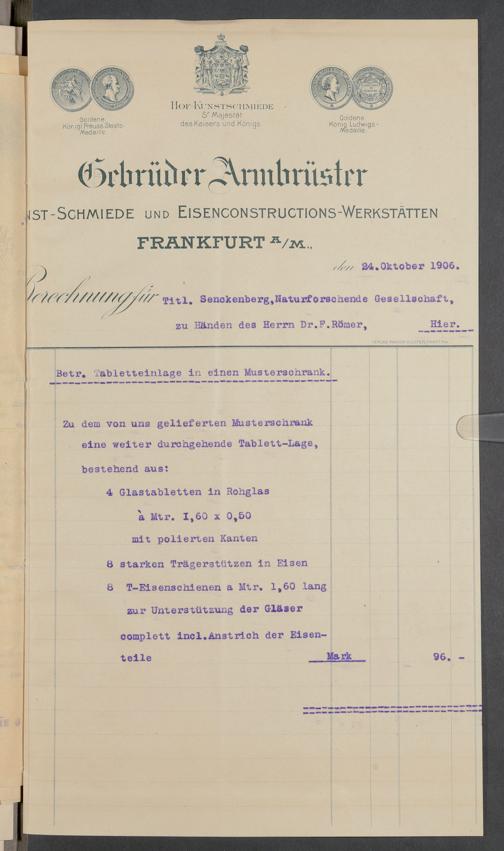 Goldene
Königl. Preuss. Staats-
Medaille.
HOF-KUNSTSCHMIEDE
Sr. Majestät
des Kaisers und Königs.
Goldene
König Ludwigs-
Medaille.
Gebrüder Armbrüster
NST-SCHMIEDE UND EISENCONSTRUCTIONS-WERKSTÄTTEN
FRANKFURT A/M.,
den 24.Oktober 1906.
Berechnung für Titl. Senckenberg,Naturforschende Gesellschaft,
zu Händen des Herrn Dr.F.Römer, Hier.
Betr. Tabletteinlage in einen Musterschrank.
Zu dem von uns gelieferten Musterschrank
eine weiter durchgehende Tablett-Lage,
bestehend aus:
4 Glastabletten in Rohglas
à Mtr. I,60 x 0,50
mit polierten Kanten
8 starken Trägerstützen in Eisen
8 T-Eisenschienen a Mtr. 1,60 lang
zur Unterstützung der Gläser
complett incl.Anstrich der Eisen-
teile Mark 96. -